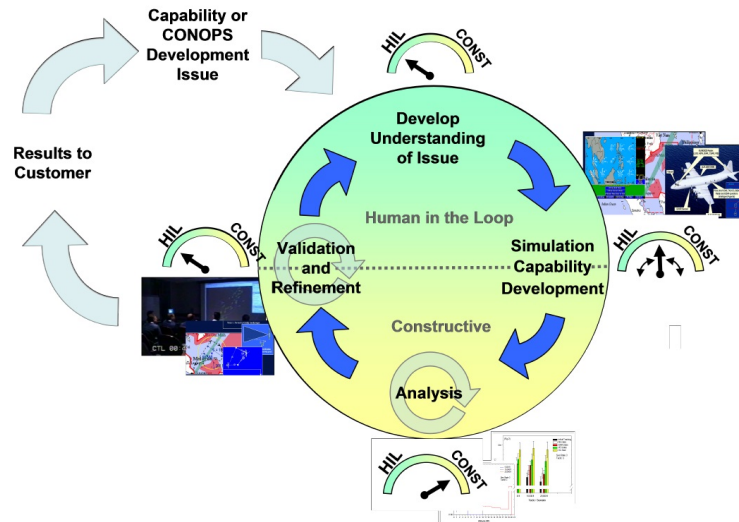 Capability or
CONOPS
Development
Issue
HIL
CONST
Develop
Understanding
of Issue
Results to
Customer
Human in the Loop
HIL
CONST
Validation
and
Refinement
Simulation
Capability
Development
HIL
CONST
CTL 00:
Constructive
Analysis
HIL
CONST